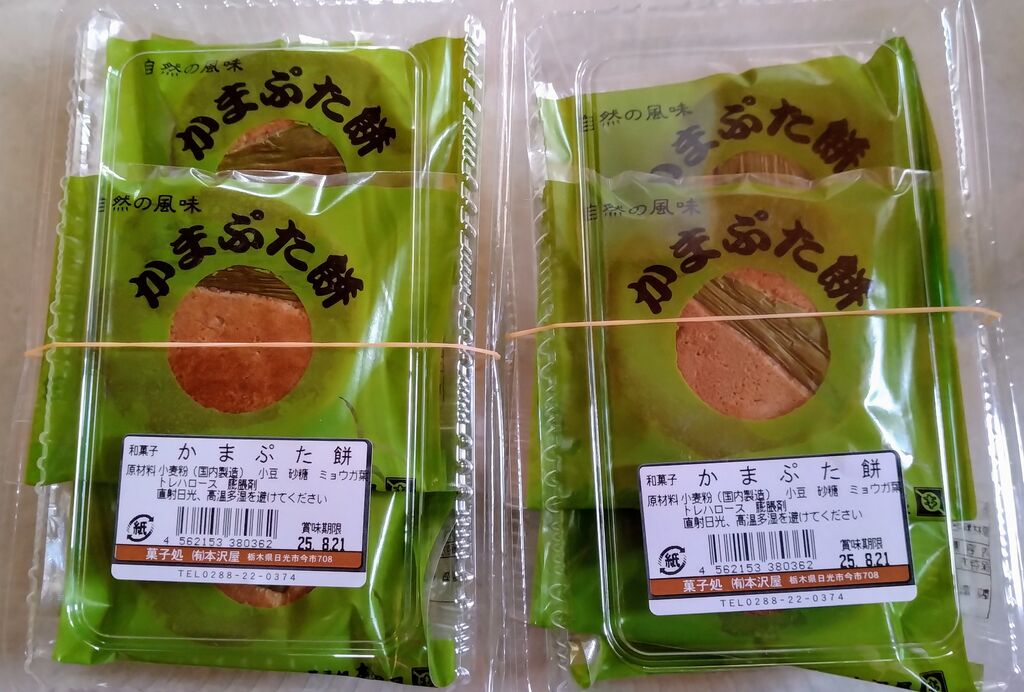 自然の風味
かまぷた餅
自然の風味
かまぷた餅
和菓子 かまぷた餅
原材料 小麦粉（国内製造） 小豆 砂糖 ミョウガ葉
トレハロース 膨脹剤
直射日光、高温多湿を避けてください
紙
4 562153 380362
賞味期限
25. 8.21
菓子処 ㈲本沢屋 栃木県日光市今市708
TEL0288-22-0374
自然の風味
まぷた餅
自然の風味
かまぷた餅
和菓子 かまぷた餅
原材料 小麦粉（国内製造） 小豆 砂糖 ミョウガ葉
トレハロース 膨脹剤
直射日光、高温多湿を避けてください
紙
4 562153 380362
賞味期限
25. 8.21
菓子処 ㈲本沢屋 栃木県日光市今市708
TEL0288-22-0374